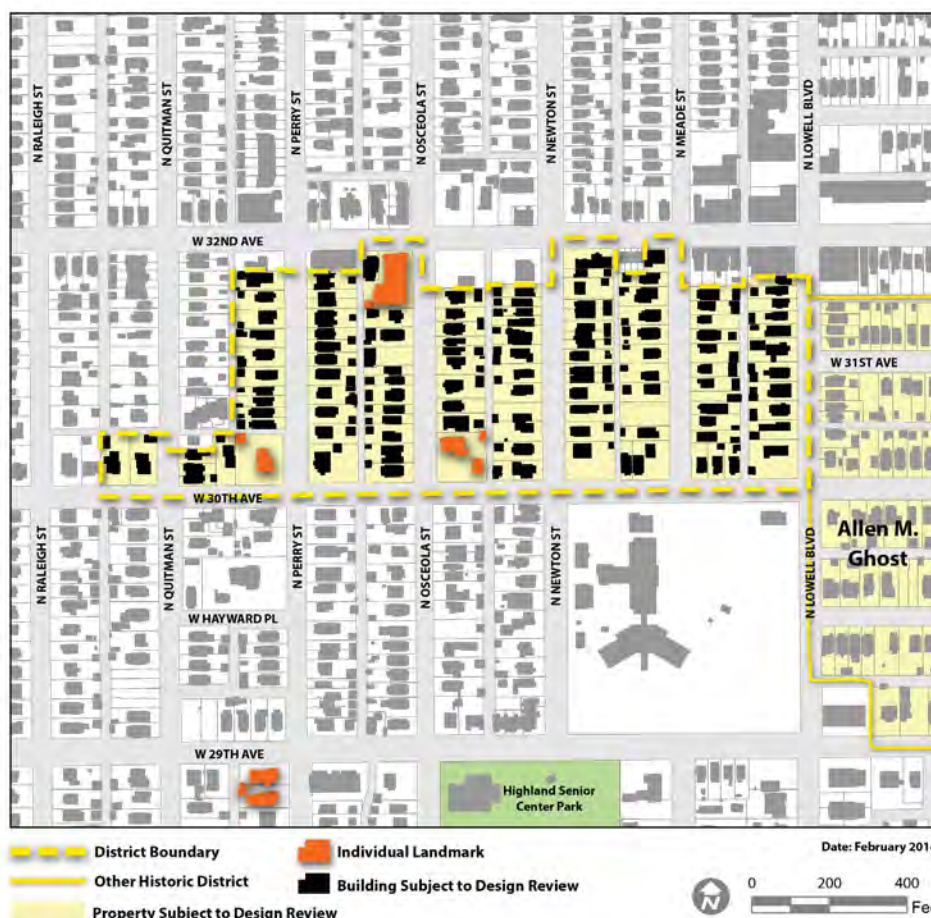 N RALEIGH ST
N QUITMAN ST
N PERRY ST
N OSCEOLA ST
N NEWTON ST
N MEADE ST
N LOWELL BLVD
W 32ND AVE
W 31ST AVE
W 30TH AVE
N RALEIGH ST
N QUITMAN ST
N PERRY ST
N OSCEOLA ST
N NEWTON ST
N LOWELL BLVD
Allen M.
Ghost
W HAYWARD PL
W 29TH AVE
Highland Senior
Center Park
District Boundary
Other Historic District
Property Subject to Design Review
Individual Landmark
Building Subject to Design Review
Date: February 201
N
0 200 400
Fee